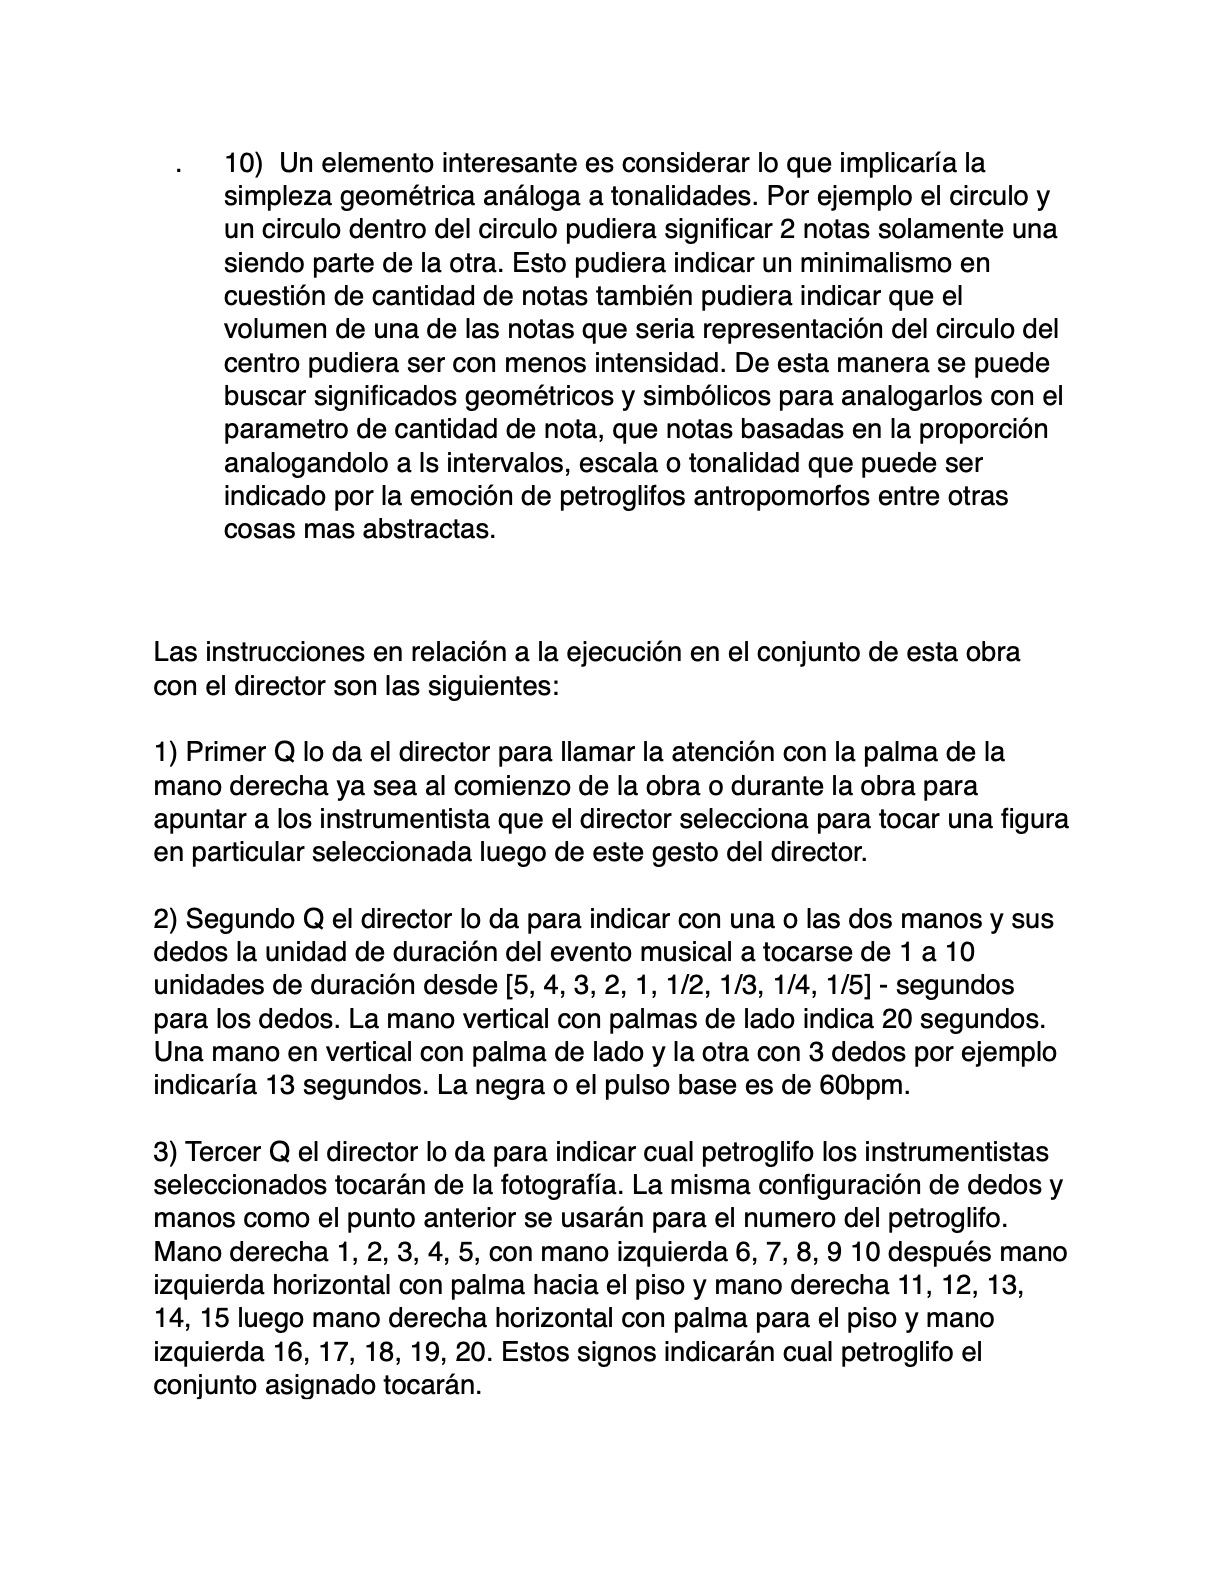 . 10) Un elemento interesante es considerar lo que implicaría la
simpleza geométrica análoga a tonalidades. Por ejemplo el circulo y
un circulo dentro del circulo pudiera significar 2 notas solamente una
siendo parte de la otra. Esto pudiera indicar un minimalismo en
cuestión de cantidad de notas también pudiera indicar que el
volumen de una de las notas que seria representación del circulo del
centro pudiera ser con menos intensidad. De esta manera se puede
buscar significados geométricos y simbólicos para analogarlos con el
parametro de cantidad de nota, que notas basadas en la proporción
analogandolo a ls intervalos, escala o tonalidad que puede ser
indicado por la emoción de petroglifos antropomorfos entre otras
cosas mas abstractas.
Las instrucciones en relación a la ejecución en el conjunto de esta obra
con el director son las siguientes:
1) Primer Q lo da el director para llamar la atención con la palma de la
mano derecha ya sea al comienzo de la obra o durante la obra para
apuntar a los instrumentista que el director selecciona para tocar una figura
en particular seleccionada luego de este gesto del director.
2) Segundo Q el director lo da para indicar con una o las dos manos y sus
dedos la unidad de duración del evento musical a tocarse de 1 a 10
unidades de duración desde [5, 4, 3, 2, 1, 1/2, 1/3, 1/4, 1/5] - segundos
para los dedos. La mano vertical con palmas de lado indica 20 segundos.
Una mano en vertical con palma de lado y la otra con 3 dedos por ejemplo
indicaría 13 segundos. La negra o el pulso base es de 60bpm.
3) Tercer Q el director lo da para indicar cual petroglifo los instrumentistas
seleccionados tocarán de la fotografía. La misma configuración de dedos y
manos como el punto anterior se usarán para el numero del petroglifo.
Mano derecha 1, 2, 3, 4, 5, con mano izquierda 6, 7, 8, 9 10 después mano
izquierda horizontal con palma hacia el piso y mano derecha 11, 12, 13,
14, 15 luego mano derecha horizontal con palma para el piso y mano
izquierda 16, 17, 18, 19, 20. Estos signos indicarán cual petroglifo el
conjunto asignado tocarán.